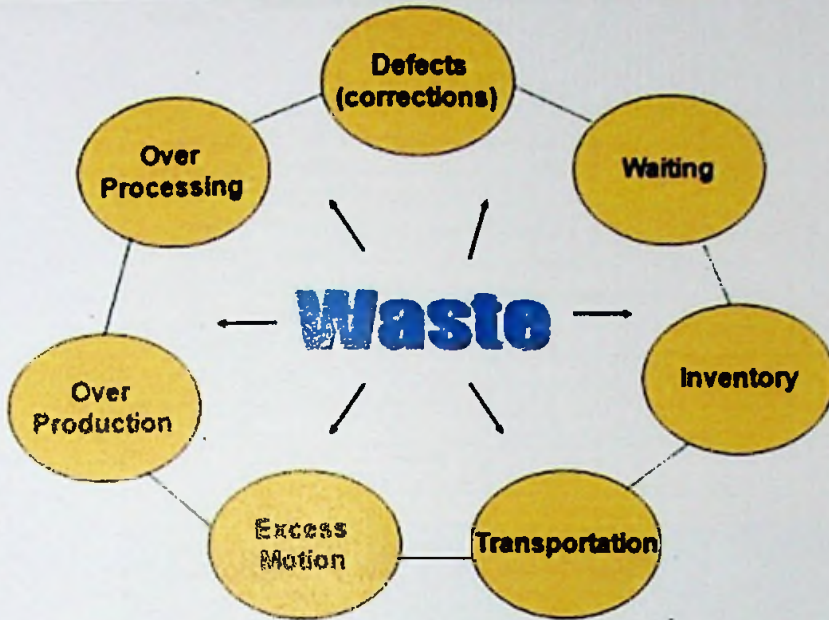 Defects
(corrections)
Waiting
Inventory
Transportation
Excess
Motion
Over
Production
Over
Processing
Waste